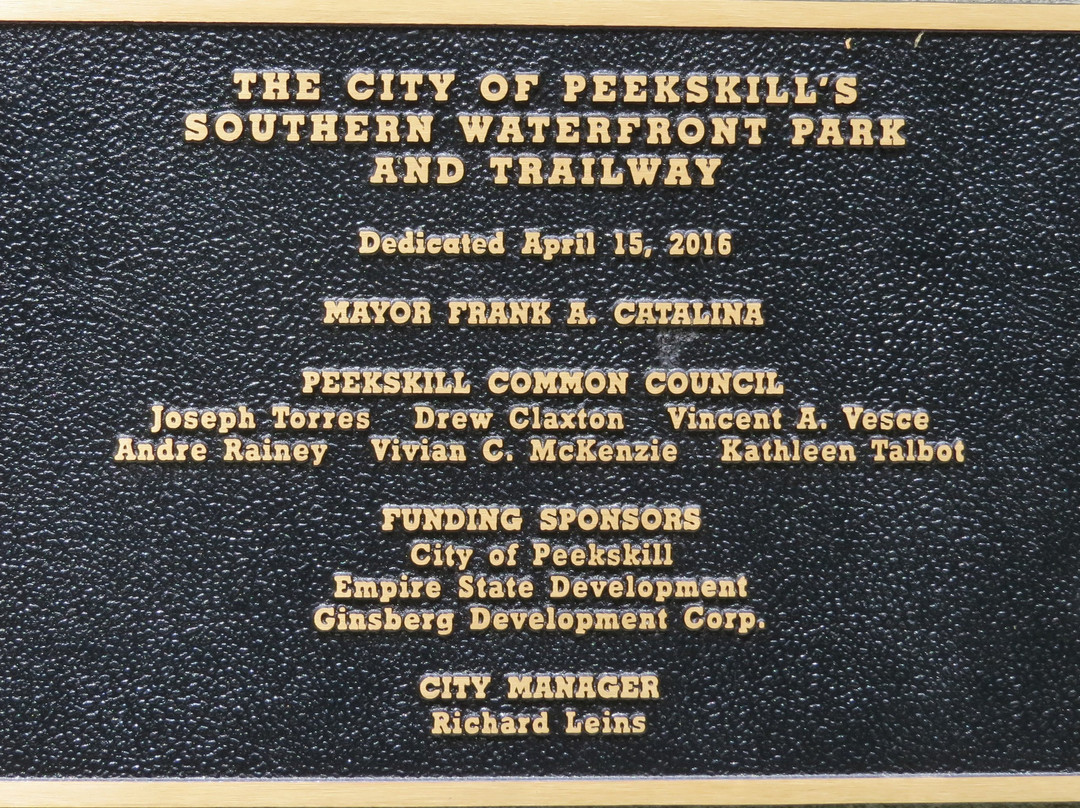 THE CITY OF PEEKSKILL'S
SOUTHERN WATERFRONT PARK
AND TRAILWAY
Dedicated April 15, 2016
MAYOR FRANK A. CATALINA
PEEKSKILL COMMON COUNCIL
Joseph Torres Drew Claxton Vincent A. Vesce
Andre Rainey Vivian C. McKenzie Kathleen Talbot
FUNDING SPONSORS
City of Peekskill
Empire State Development
Ginsberg Development Corp.
CITY MANAGER
Richard Leins